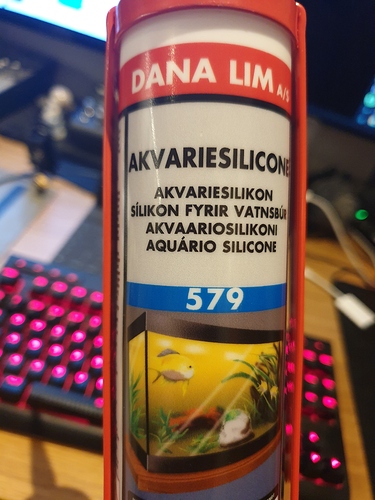 DANA LIM A/S
AKVARIESILICONE
AKVARIESILIKON
SÍLIKON FYRIR VATNSBÚR
AKVAARIOSILIKONI
AQUÁRIO SILICONE
579